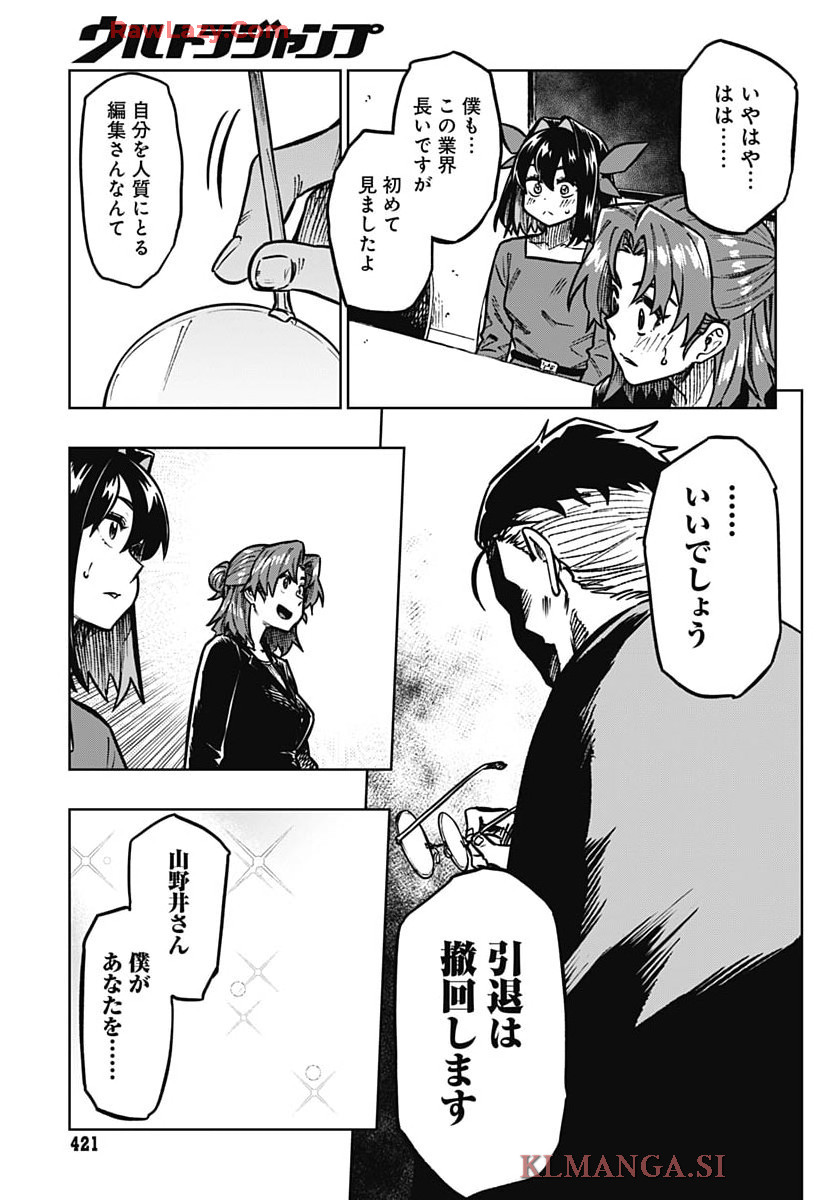 ウルトラジャンプ
RawLazy.Com
いやはや…
はは……
僕も…
この業界
長いですが
初めて
見ましたよ
自分を人質にとる
編集さんなんて
……
いいでしょう
引退は
撤回します
山野井さん
僕が
あなたを……
421
KLMANGA.SI